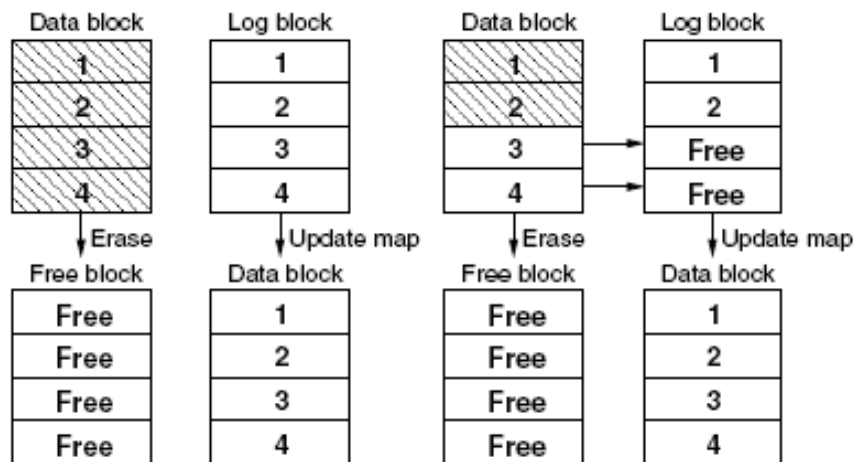 Data block Log block Data block Log block
1 1 1 1
2 2 2 2
3 3 3 Free
4 4 4 Free
Erase Update map Erase Update map
Free block Data block Free block Data block
Free 1 Free 1
Free 2 Free 2
Free 3 Free 3
Free 4 Free 4